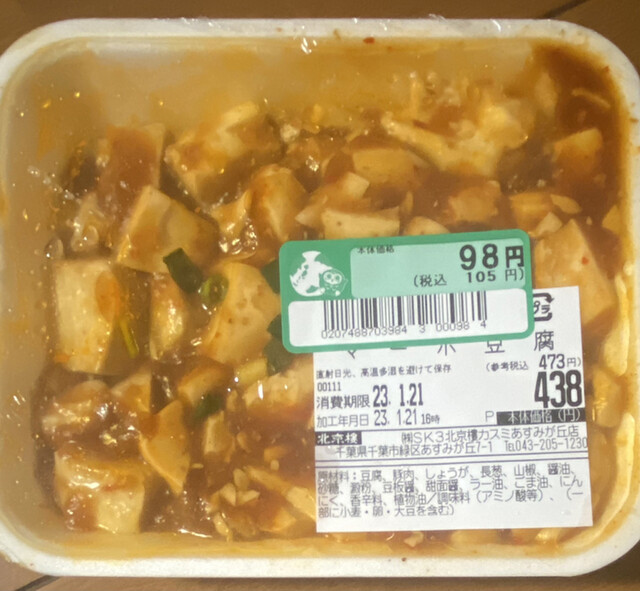 本体価格
98円
(税込 105円)
0207488703984 3 00098 4
マーボ豆腐
直射日光、高温多湿を避けて保存
(参考税込 473円)
00111
消費期限 23. 1.21
438
加工年月日 23. 1.21 16時
P 本体価格(円)
北京樓 ㈱SK3北京樓カスミあすみが丘店
千葉県千葉市緑区あすみが丘7-1 ℡043-205-1230
原材料:豆腐、豚肉、しょうが、長葱、山椒、醤油、
砂糖、澱粉、豆板醤、甜面醤、ラー油、ごま油、にん
にく、香辛料、植物油/調味料(アミノ酸等)、(一
部に小麦・卵・大豆を含む)